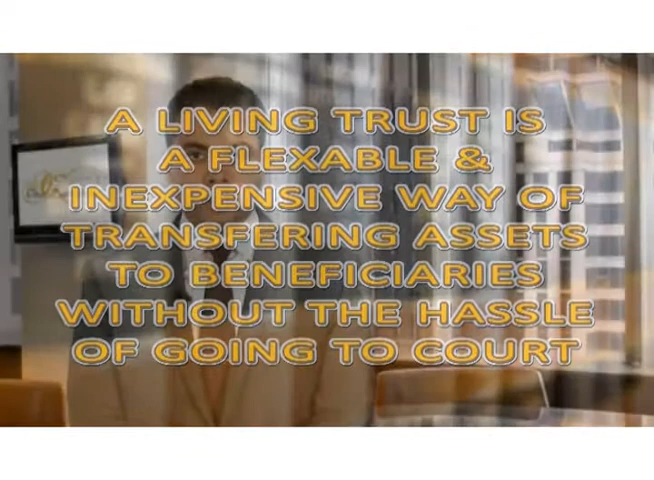 A LIVING TRUST IS
A FLEXABLE &
INEXPENSIVE WAY OF
TRANSFERING ASSETS
TO BENEFICIARIES
WITHOUT THE HASSLE
OF GOING TO COURT